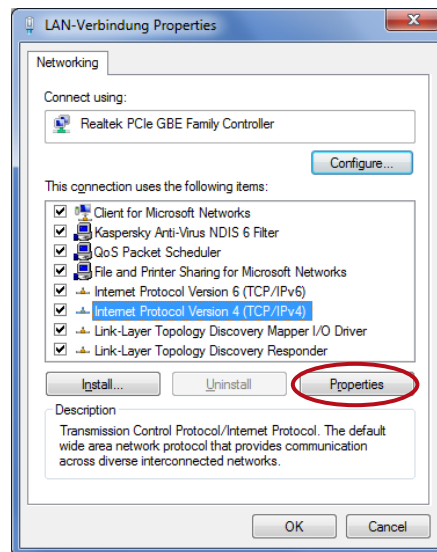 LAN-Verbindung Properties
Networking
Connect using:
Realtek PCIe GBE Family Controller
Configure...
This connection uses the following items:
Client for Microsoft Networks
Kaspersky Anti-Virus NDIS 6 Filter
QoS Packet Scheduler
File and Printer Sharing for Microsoft Networks
Internet Protocol Version 6 (TCP/IPv6)
Internet Protocol Version 4 (TCP/IPv4)
Link-Layer Topology Discovery Mapper I/O Driver
Link-Layer Topology Discovery Responder
Install... Uninstall Properties
Description
Transmission Control Protocol/Internet Protocol. The default
wide area network protocol that provides communication
across diverse interconnected networks.
OK Cancel